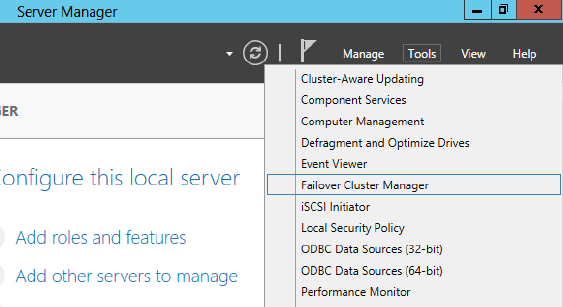 Server Manager
Manage Tools View Help
Cluster-Aware Updating
Component Services
Computer Management
Defragment and Optimize Drives
Event Viewer
Failover Cluster Manager
iSCSI Initiator
Local Security Policy
ODBC Data Sources (32-bit)
ODBC Data Sources (64-bit)
Performance Monitor
GER
onfigure this local server
Add roles and features
Add other servers to manage